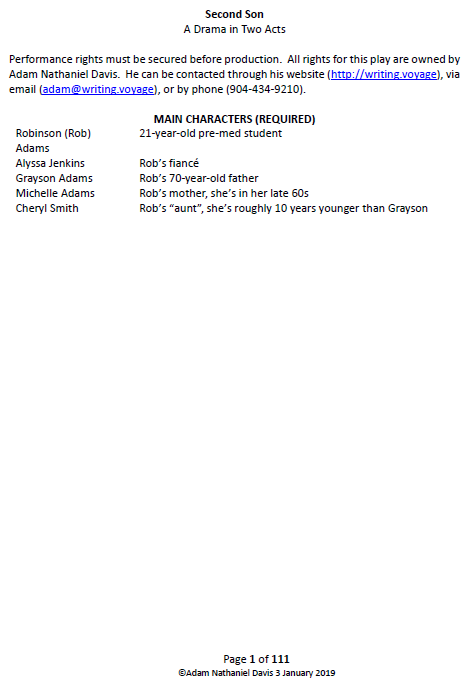 Second Son
A Drama in Two Acts
Performance rights must be secured before production.  All rights for this play are owned by
Adam Nathaniel Davis.  He can be contacted through his website (http://writing.voyage), via
email (adam@writing.voyage), or by phone (904-434-9210).
MAIN CHARACTERS (REQUIRED)
Robinson (Rob) 21-year-old pre-med student
Adams
Alyssa Jenkins Rob's fiancé
Grayson Adams Rob's 70-year-old father
Michelle Adams Rob's mother, she's in her late 60s
Cheryl Smith Rob's “aunt”, she's roughly 10 years younger than Grayson
Page 1 of 111
©Adam Nathaniel Davis 3 January 2019